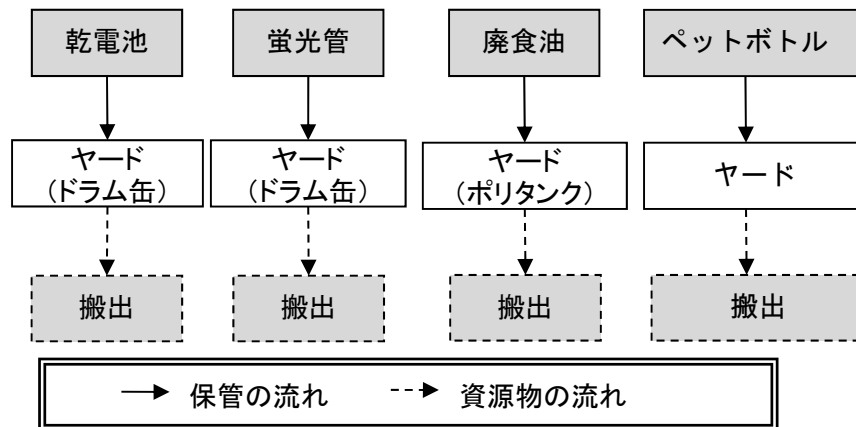 乾電池
蛍光管
廃食油
ペットボトル
ヤード
(ドラム缶)
ヤード
(ドラム缶)
ヤード
(ポリタンク)
ヤード
搬出
搬出
搬出
搬出
保管の流れ
資源物の流れ